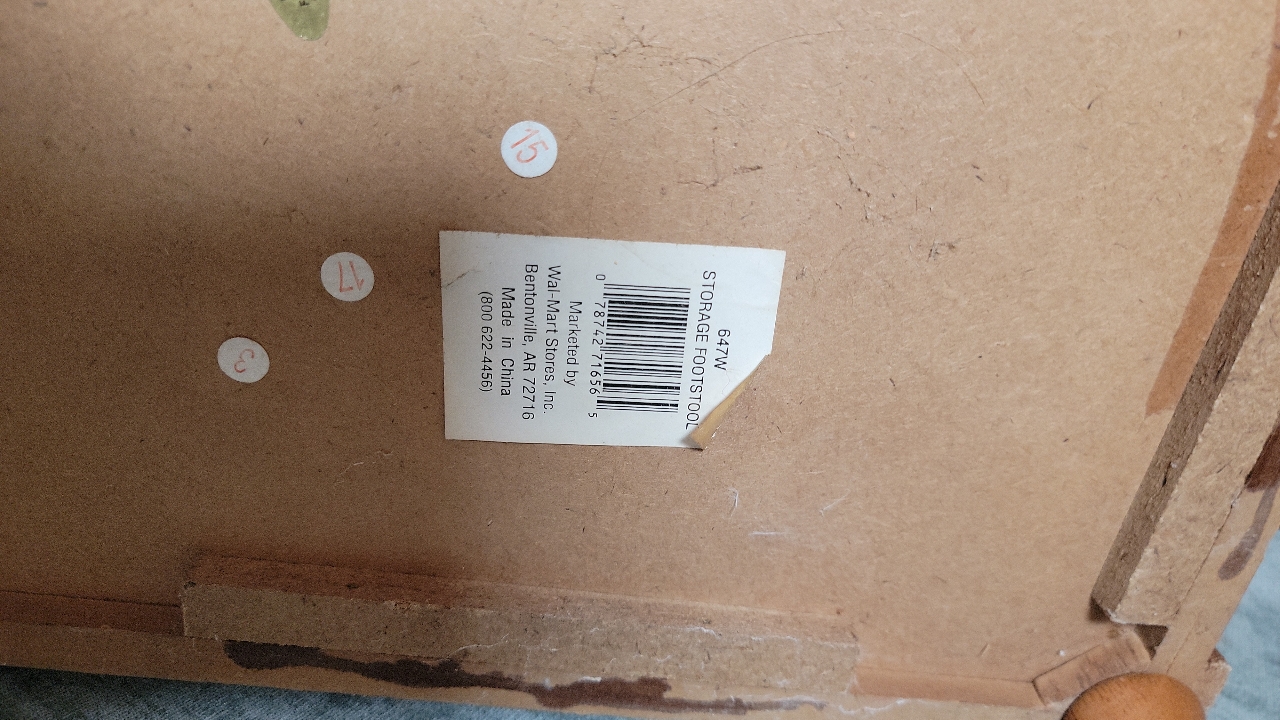 647W
STORAGE FOOTSTOOL
0 78742 71656 5
Marketed by
Wal-Mart Stores, Inc.
Bentonville, AR 72716
Made in China
(800 622-4456)
15
17
3